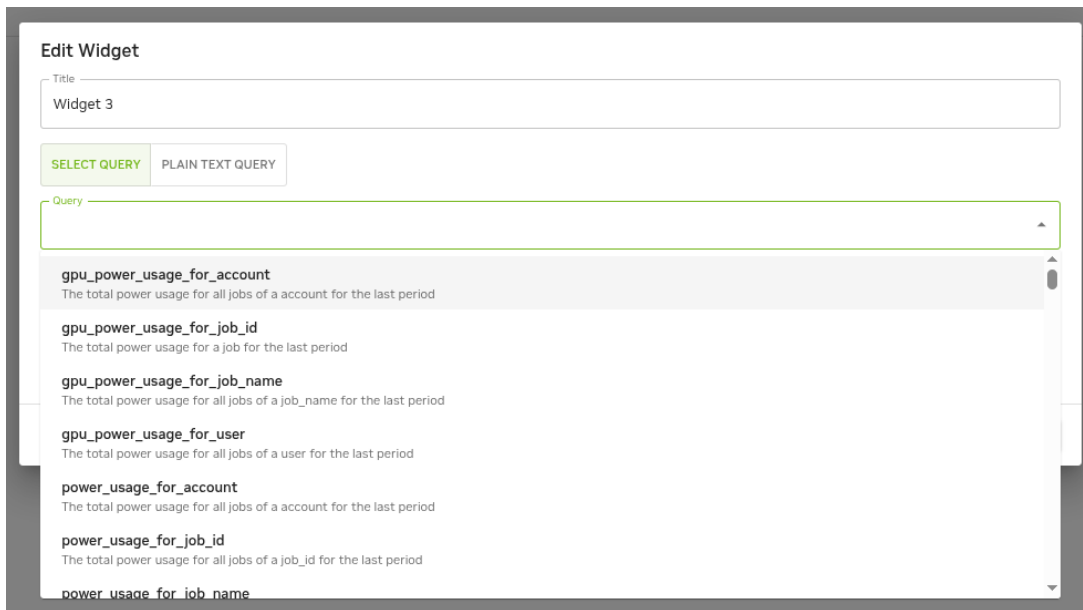 Edit Widget
Title
Widget 3
SELECT QUERY PLAIN TEXT QUERY
Query
gpu_power_usage_for_account
The total power usage for all jobs of a account for the last period
gpu_power_usage_for_job_id
The total power usage for a job for the last period
gpu_power_usage_for_job_name
The total power usage for all jobs of a job_name for the last period
gpu_power_usage_for_user
The total power usage for all jobs of a user for the last period
power_usage_for_account
The total power usage for all jobs of a account for the last period
power_usage_for_job_id
The total power usage for all jobs of a job_id for the last period
power_usage_for_job_name